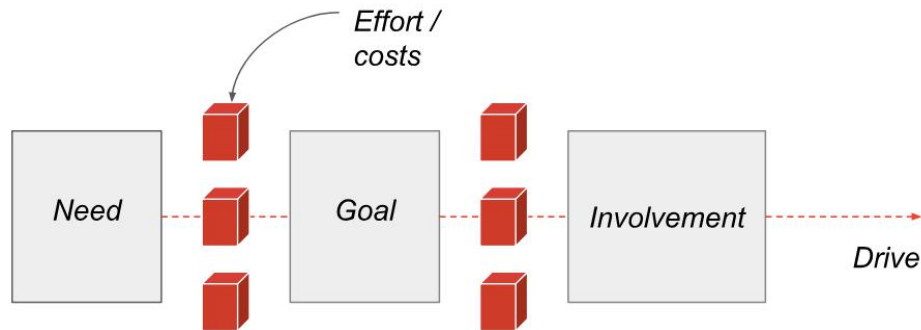 Effort /
costs
Need
Goal
Involvement
Drive